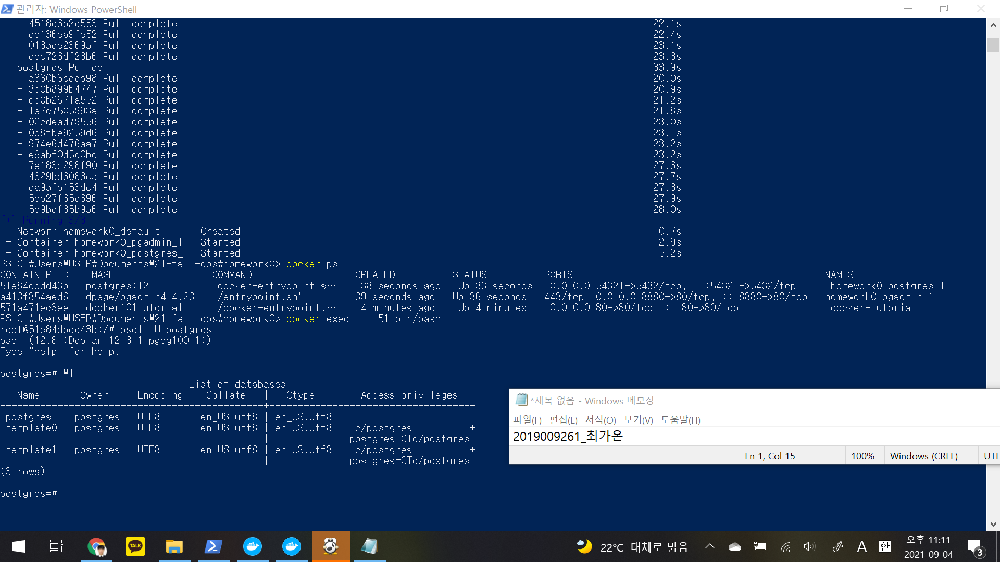 관리자: Windows PowerShell
- 4518c6b2e553 Pull complete 22.1s
- de136ea9fe52 Pull complete 22.4s
- 018ace2369af Pull complete 23.1s
- ebc726df28b6 Pull complete 23.3s
- postgres Pulled 33.9s
- a330b6cecb98 Pull complete 20.0s
- 3b0b899b4747 Pull complete 20.9s
- cc0b2671a552 Pull complete 21.2s
- 1a7c7505993a Pull complete 21.8s
- 02cdead79556 Pull complete 23.0s
- 0d8fbe9259d6 Pull complete 23.1s
- 974e6d476aa7 Pull complete 23.2s
- e9abf0d5d0bc Pull complete 23.2s
- 7e183c298f90 Pull complete 27.6s
- 4629bd6083ca Pull complete 27.7s
- ea9afb153dc4 Pull complete 27.8s
- 5db27f65d696 Pull complete 27.9s
- 5c9bcf85b9a6 Pull complete 28.0s
[+] Running 3/3
- Network homework0_default Created 0.7s
- Container homework0_pgadmin_1 Started 2.9s
- Container homework0_postgres_1 Started 5.2s
PS C:₩Users₩USER₩Documents₩21-fall-dbs₩homework0> docker ps
CONTAINER ID IMAGE COMMAND CREATED STATUS PORTS NAMES
51e84dbdd43b postgres:12 "docker-entrypoint.s…" 38 seconds ago Up 33 seconds 0.0.0.0:54321->5432/tcp, :::54321->5432/tcp homework0_postgres_1
a413f854aed6 dpage/pgadmin4:4.23 "/entrypoint.sh" 39 seconds ago Up 36 seconds 443/tcp, 0.0.0.0:8880->80/tcp, :::8880->80/tcp homework0_pgadmin_1
571a471ec3ee docker101tutorial "/docker-entrypoint.…" 4 minutes ago Up 4 minutes 0.0.0.0:80->80/tcp, :::80->80/tcp docker-tutorial
PS C:₩Users₩USER₩Documents₩21-fall-dbs₩homework0> docker exec -it 51 bin/bash
root@51e84dbdd43b:/# psql -U postgres
psql (12.8 (Debian 12.8-1.pgdg100+1))
Type "help" for help.
postgres=# ₩l
List of databases
Name | Owner | Encoding | Collate | Ctype | Access privileges
-----------+----------+----------+------------+------------+-----------------------
postgres | postgres | UTF8 | en_US.utf8 | en_US.utf8 |
template0 | postgres | UTF8 | en_US.utf8 | en_US.utf8 | =c/postgres +
| | | | | postgres=CTc/postgres
template1 | postgres | UTF8 | en_US.utf8 | en_US.utf8 | =c/postgres +
| | | | | postgres=CTc/postgres
(3 rows)
postgres=#
*제목 없음 - Windows 메모장
파일(F) 편집(E) 서식(O) 보기(V) 도움말(H)
2019009261_최가온
Ln 1, Col 15 100% Windows (CRLF) UTF
TALK
22℃ 대체로 맑음
A 한
오후 11:11
2021-09-04
3